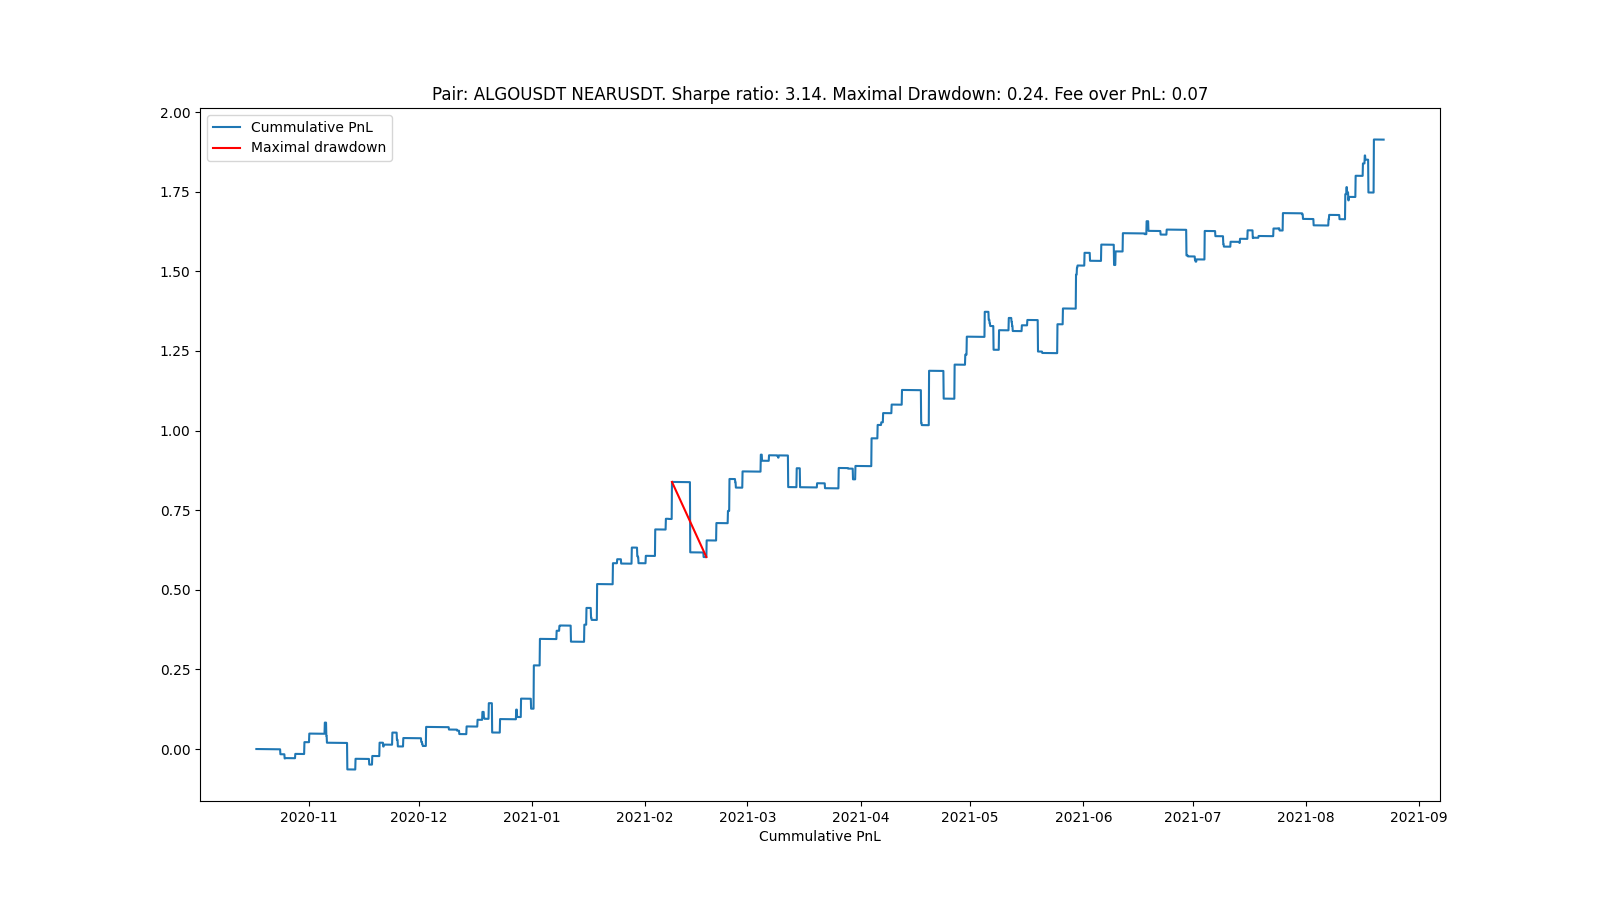 Pair: ALGOUSDT NEARUSDT. Sharpe ratio: 3.14. Maximal Drawdown: 0.24. Fee over PnL: 0.07
Cummulative PnL
Maximal drawdown
2.00
1.75
1.50
1.25
1.00
0.75
0.50
0.25
0.00
2020-11 2020-12 2021-01 2021-02 2021-03 2021-04 2021-05 2021-06 2021-07 2021-08 2021-09
Cummulative PnL